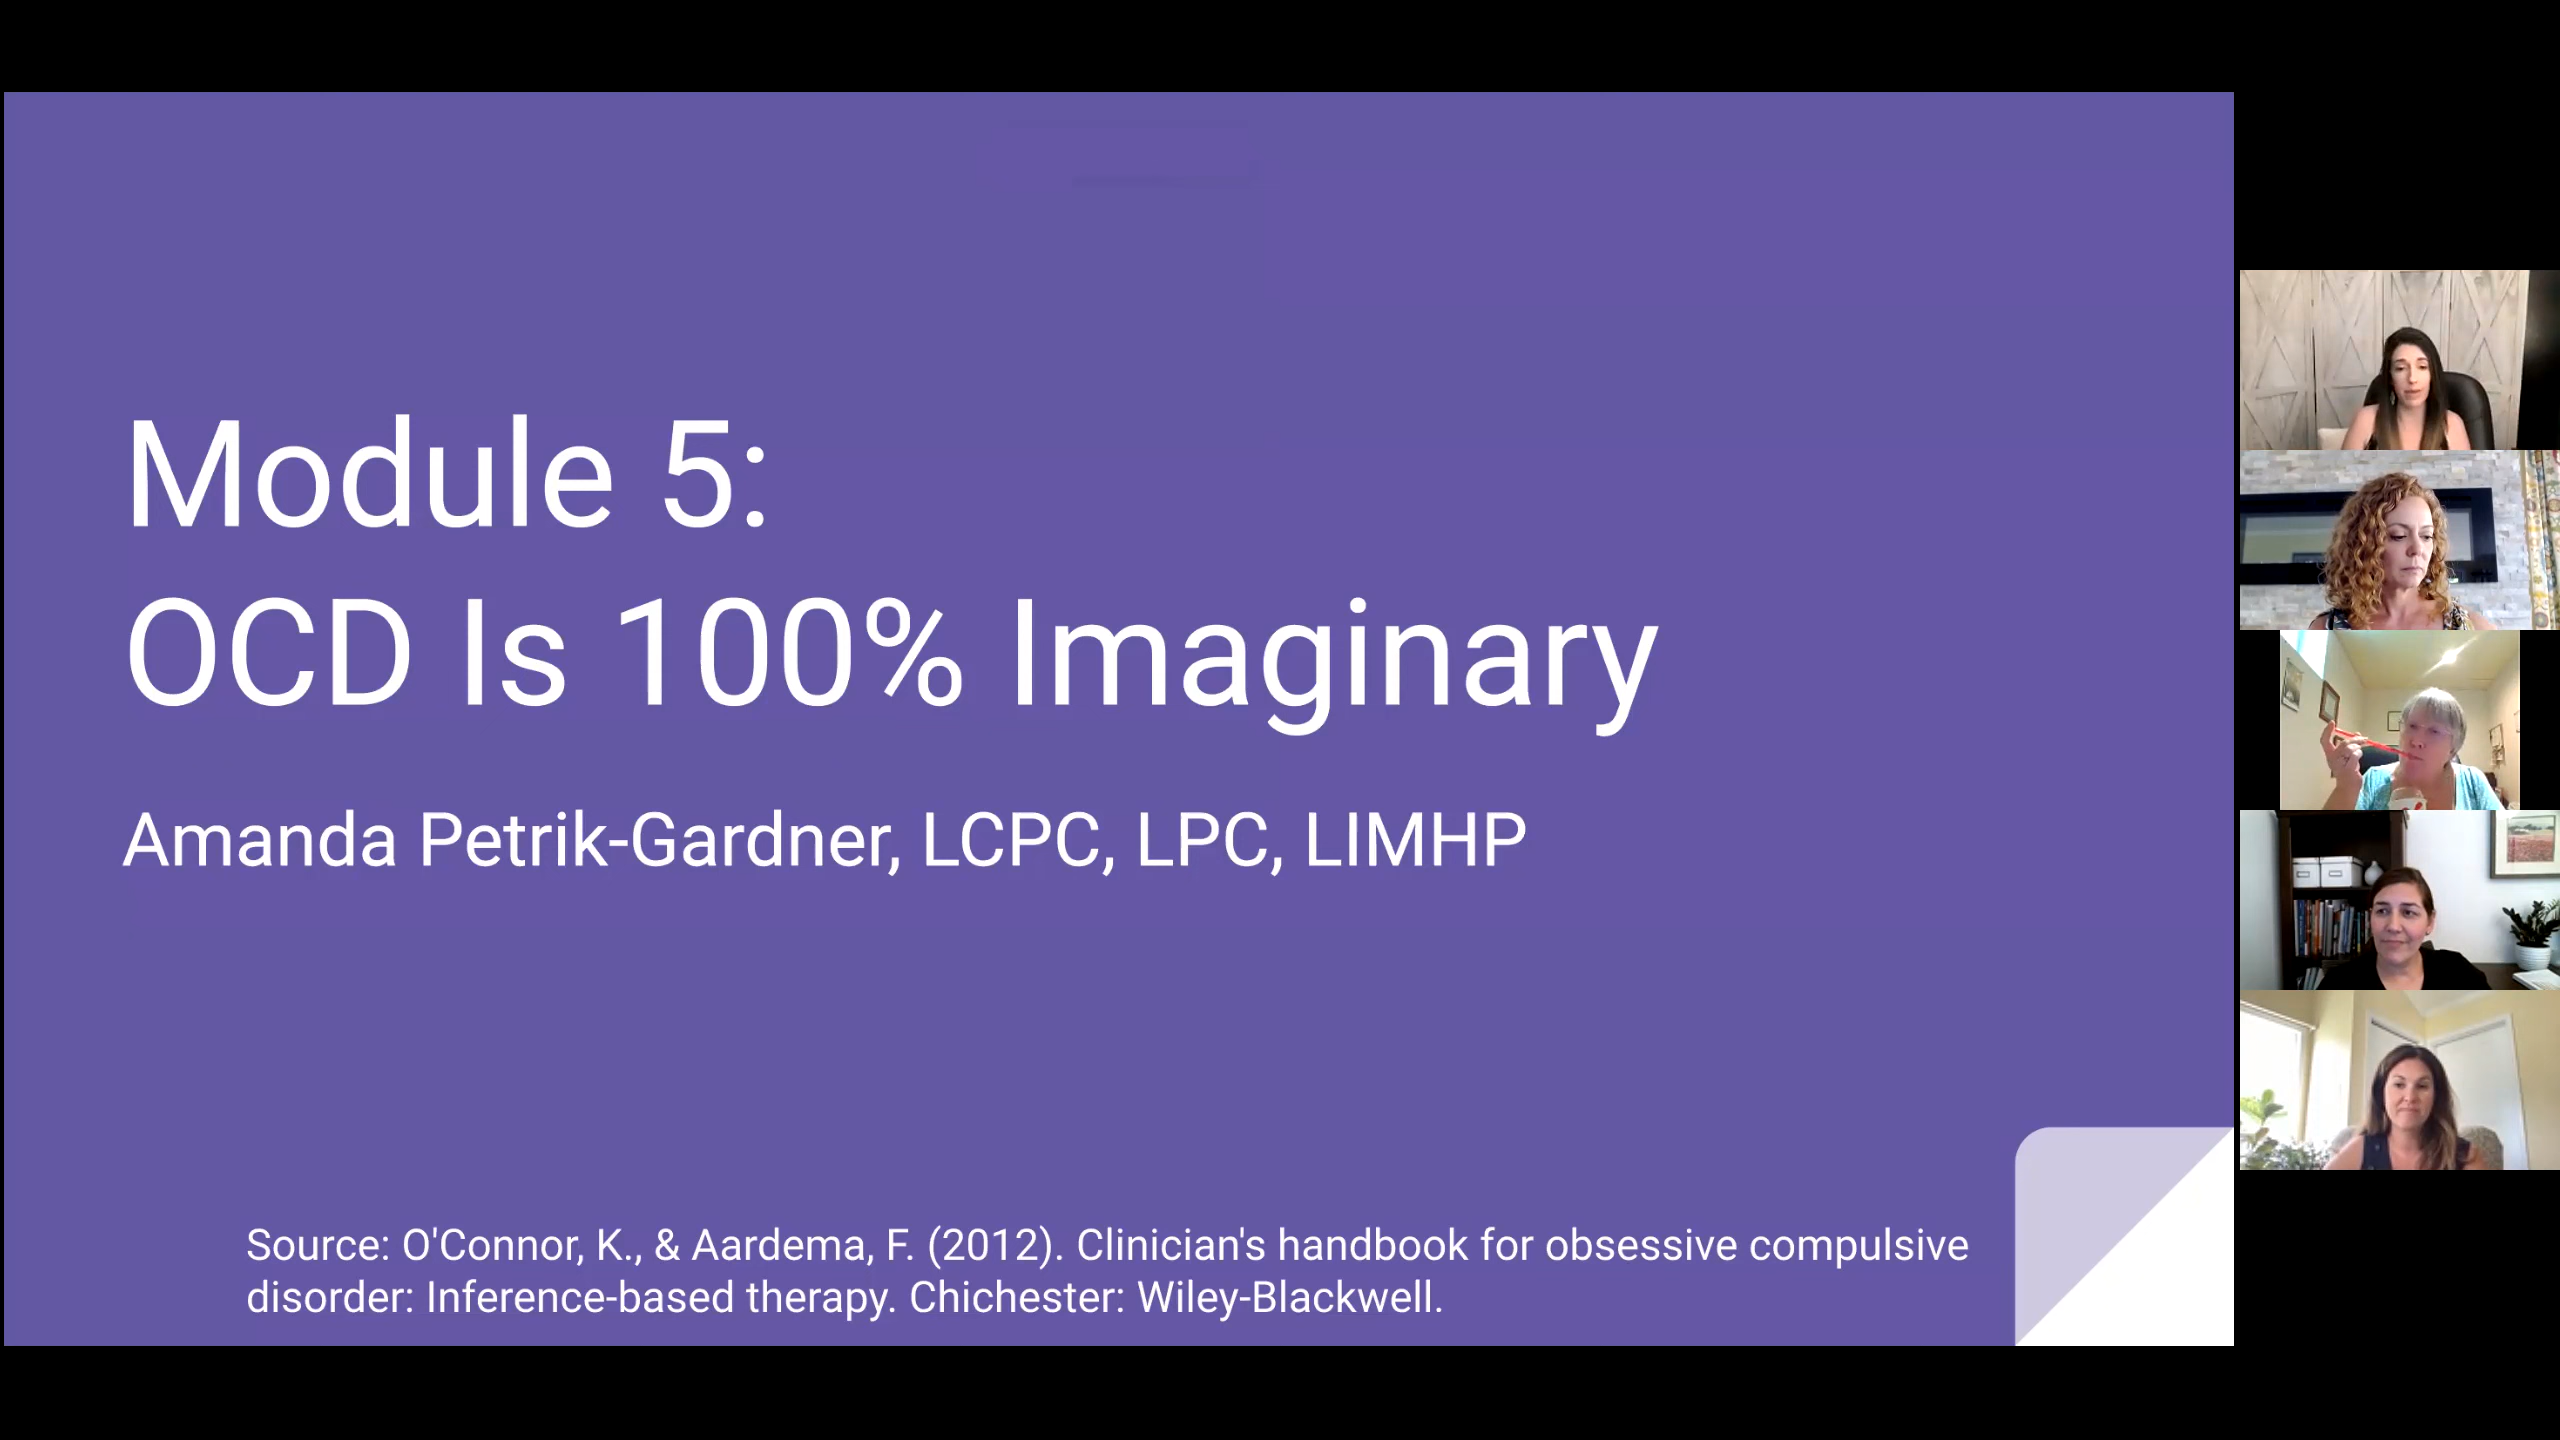 Module 5:
OCD Is 100% Imaginary
Amanda Petrik-Gardner, LCPC, LPC, LIMHP
Source: O'Connor, K., & Aardema, F. (2012). Clinician's handbook for obsessive compulsive
disorder: Inference-based therapy. Chichester: Wiley-Blackwell.